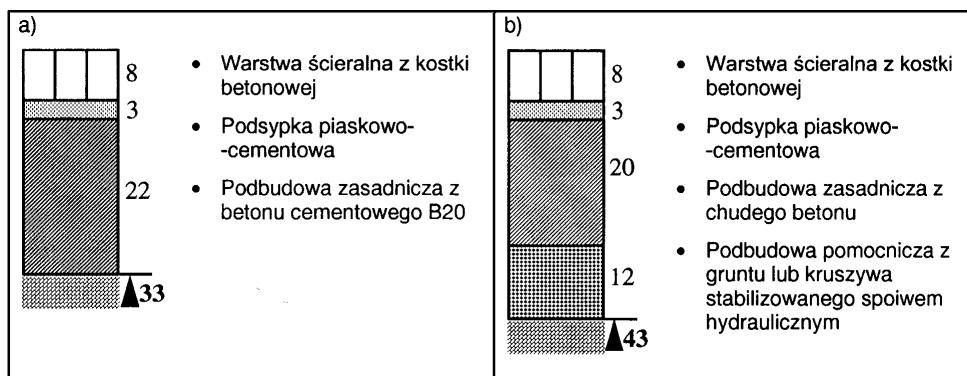 a)
8
3
22
33
• Warstwa ścieralna z kostki
betonowej
• Podsypka piaskowo-
-cementowa
• Podbudowa zasadnicza z
betonu cementowego B20
b)
8
3
20
12
43
• Warstwa ścieralna z kostki
betonowej
• Podsypka piaskowo-
-cementowa
• Podbudowa zasadnicza z
chudego betonu
• Podbudowa pomocnicza z
gruntu lub kruszywa
stabilizowanego spoiwem
hydraulicznym